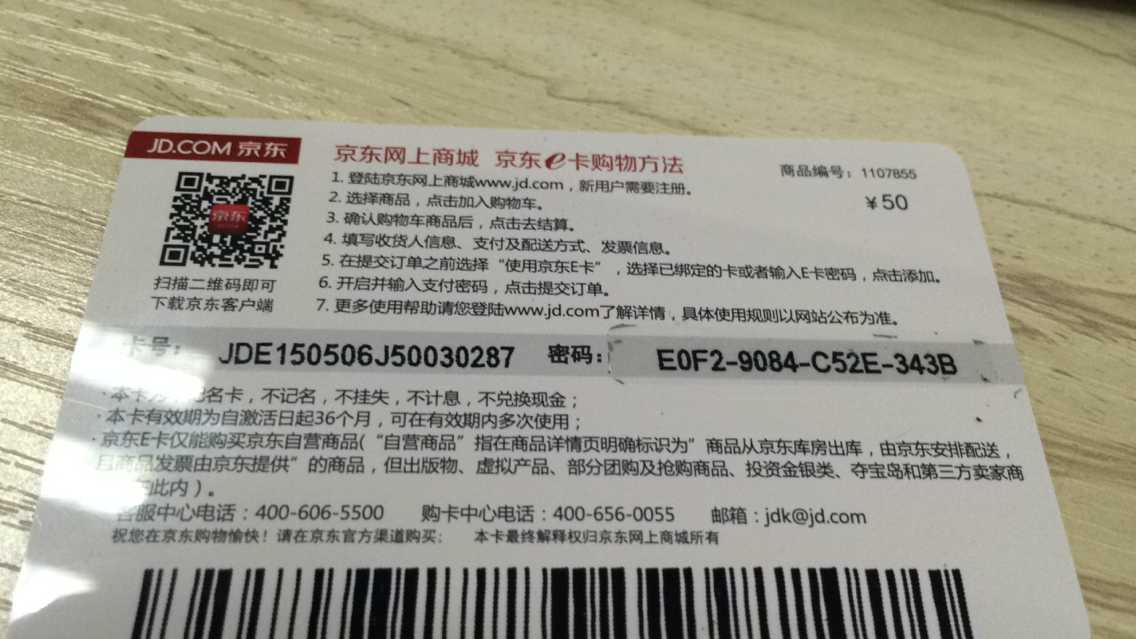 JD.COM 京东
京东网上商城 京东e卡购物方法
商品编号：1107855
￥50
1. 登陆京东网上商城www.jd.com，新用户需要注册。
2. 选择商品，点击加入购物车。
3. 确认购物车商品后，点击去结算。
4. 填写收货人信息、支付及配送方式、发票信息。
5. 在提交订单之前选择“使用京东E卡”，选择已绑定的卡或者输入E卡密码，点击添加。
6. 开启并输入支付密码，点击提交订单。
7. 更多使用帮助请您登陆www.jd.com了解详情，具体使用规则以网站公布为准。
京东
扫描二维码即可
下载京东客户端
卡号： JDE150506J50030287 密码： E0F2-9084-C52E-343B
·本卡为 记名卡，不记名，不挂失，不计息，不兑换现金；
·本卡有效期为自激活日起36个月，可在有效期内多次使用；
·京东E卡仅能购买京东自营商品(“自营商品”指在商品详情页明确标识为”商品从京东库房出库，由京东安排配送，
且商品发票由京东提供”的商品，但出版物、虚拟产品、部分团购及抢购商品、投资金银类、夺宝岛和第三方卖家商
此内）。
客服中心电话：400-606-5500 购卡中心电话：400-656-0055 邮箱：jdk@jd.com
祝您在京东购物愉快！请在京东官方渠道购买； 本卡最终解释权归京东网上商城所有